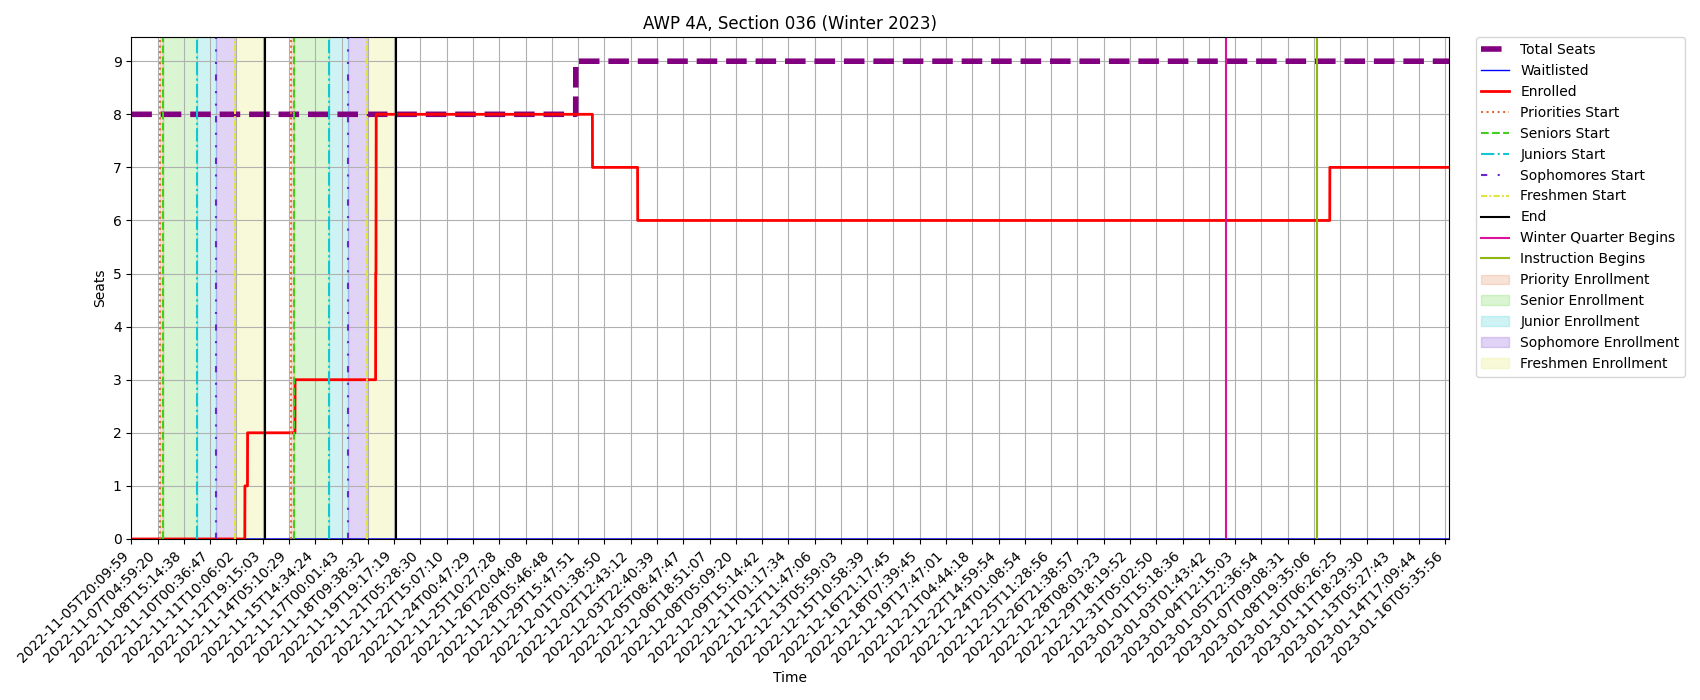 AWP 4A, Section 036 (Winter 2023)
Seats
9
8
7
6
5
4
3
2
1
0
2022-11-05T20:09:59
2022-11-07T04:59:20
2022-11-08T15:14:38
2022-11-10T00:36:47
2022-11-11T10:06:02
2022-11-12T19:15:03
2022-11-14T05:10:29
2022-11-15T14:34:24
2022-11-17T00:01:43
2022-11-18T09:38:32
2022-11-19T19:17:19
2022-11-21T05:28:30
2022-11-22T15:07:10
2022-11-24T00:47:29
2022-11-25T10:27:28
2022-11-26T20:04:08
2022-11-28T05:46:48
2022-11-29T15:47:51
2022-12-01T01:38:50
2022-12-02T12:43:12
2022-12-03T22:40:39
2022-12-05T08:47:47
2022-12-06T18:51:07
2022-12-08T05:09:20
2022-12-09T15:14:42
2022-12-11T01:17:34
2022-12-12T11:47:06
2022-12-13T15:59:03
2022-12-15T10:58:39
2022-12-16T21:17:45
2022-12-18T07:39:45
2022-12-19T17:47:01
2022-12-21T04:44:18
2022-12-22T14:59:54
2022-12-24T01:08:54
2022-12-25T11:28:56
2022-12-26T21:38:57
2022-12-28T08:03:23
2022-12-29T18:19:52
2022-12-31T05:02:50
2023-01-01T15:18:36
2023-01-03T01:43:42
2023-01-04T12:15:03
2023-01-05T22:36:54
2023-01-07T09:08:31
2023-01-08T19:35:06
2023-01-10T06:26:25
2023-01-11T18:29:30
2023-01-13T05:27:43
2023-01-14T17:09:44
2023-01-16T05:35:56
Time
Total Seats
Waitlisted
Enrolled
Priorities Start
Seniors Start
Juniors Start
Sophomores Start
Freshmen Start
End
Winter Quarter Begins
Instruction Begins
Priority Enrollment
Senior Enrollment
Junior Enrollment
Sophomore Enrollment
Freshmen Enrollment